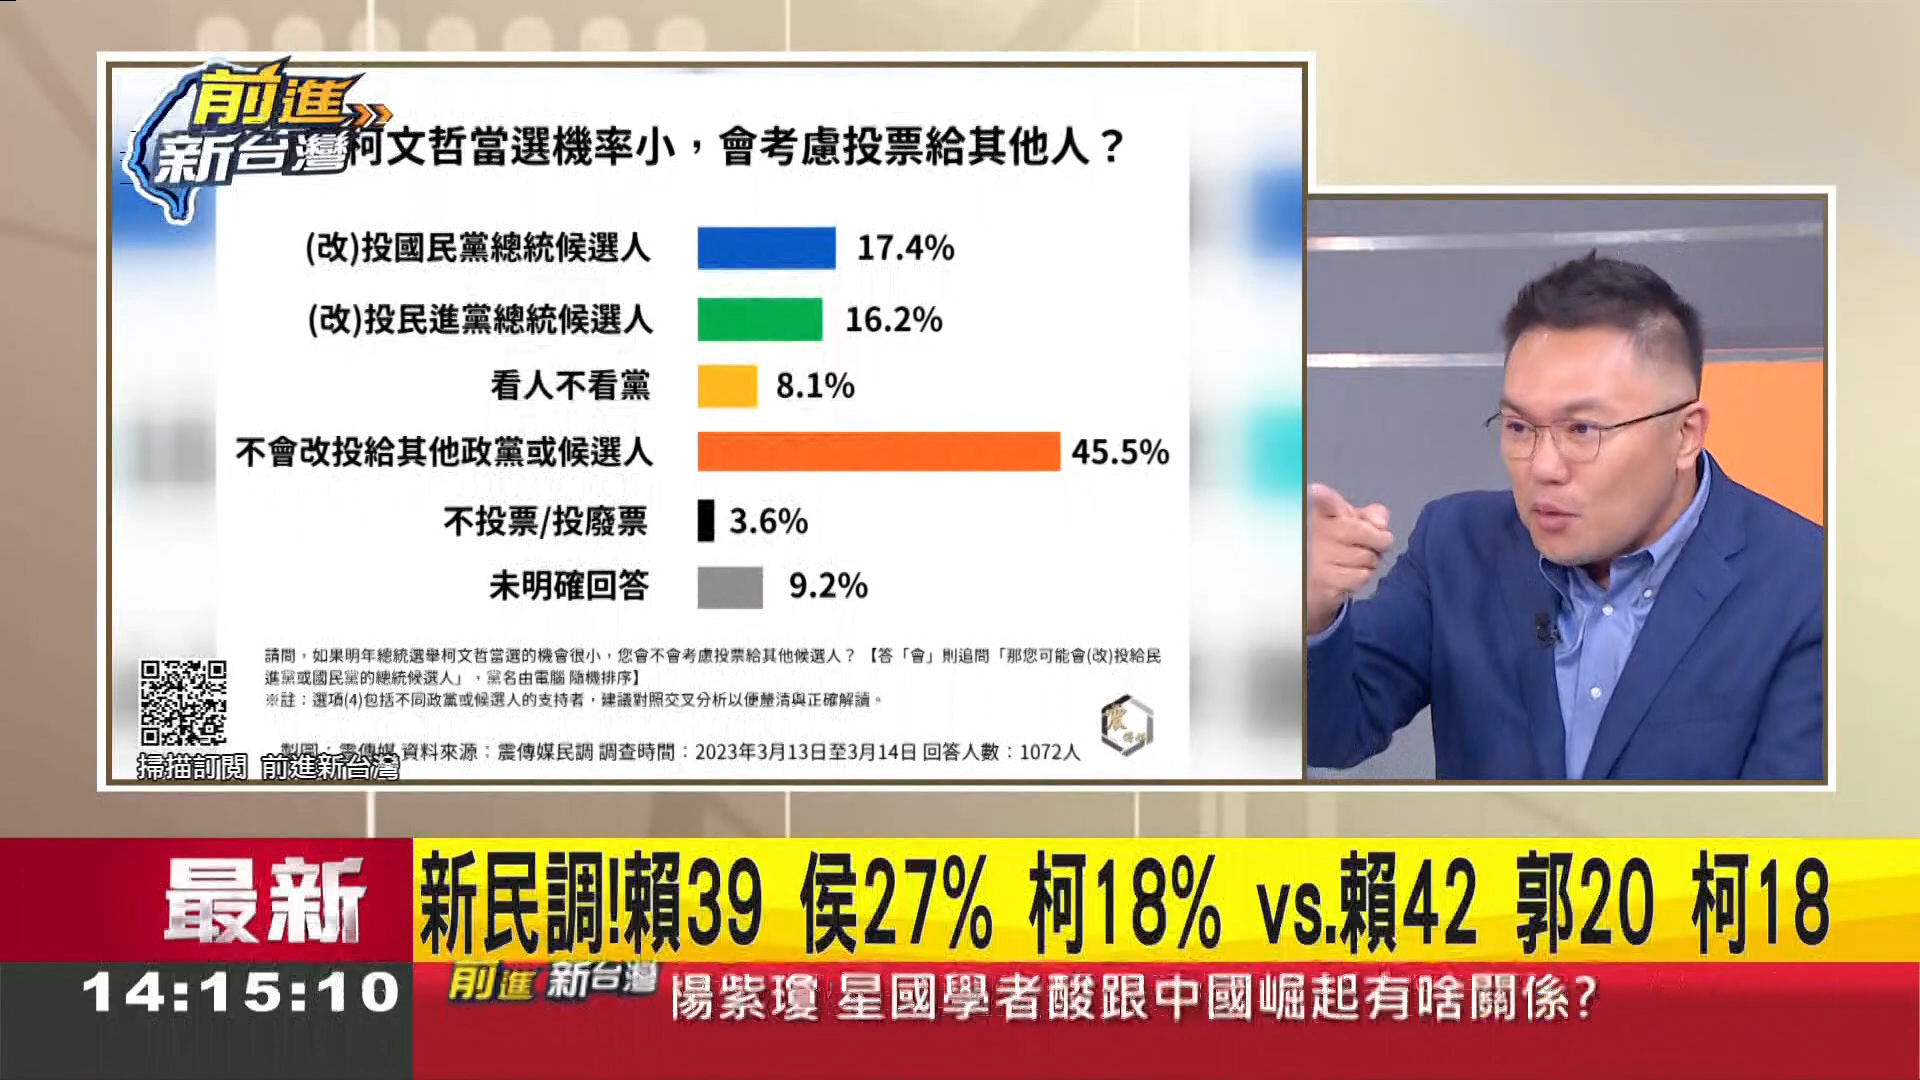 前進
新台灣
柯文哲當選機率小，會考慮投票給其他人？
(改)投國民黨總統候選人 17.4%
(改)投民進黨總統候選人 16.2%
看人不看黨 8.1%
不會改投給其他政黨或候選人 45.5%
不投票/投廢票 3.6%
未明確回答 9.2%
請問，如果明年總統選舉柯文哲當選的機會很小，您會不會考慮投票給其他候選人？【答「會」則追問「那您可能會(改)投給民
進黨或國民黨的總統候選人」，黨名由電腦 隨機排序】
※註：選項(4)包括不同政黨或候選人的支持者，建議對照交叉分析以便釐清與正確解讀。
製圖：震傳媒 資料來源：震傳媒民調 調查時間：2023年3月13日至3月14日 回答人數：1072人
掃描訂閱 前進新台灣
最新
新民調!賴39 侯27% 柯18% vs.賴42 郭20 柯18
14:15:10
前進新台灣
楊紫瓊 星國學者酸跟中國崛起有啥關係?